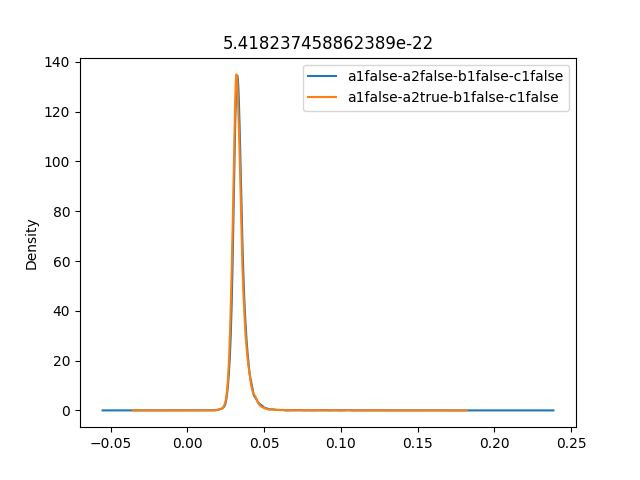 5.418237458862389e-22
140
120
100
80
60
40
20
0
Density
a1false-a2false-b1false-c1false
a1false-a2true-b1false-c1false
−0.05 0.00 0.05 0.10 0.15 0.20 0.25